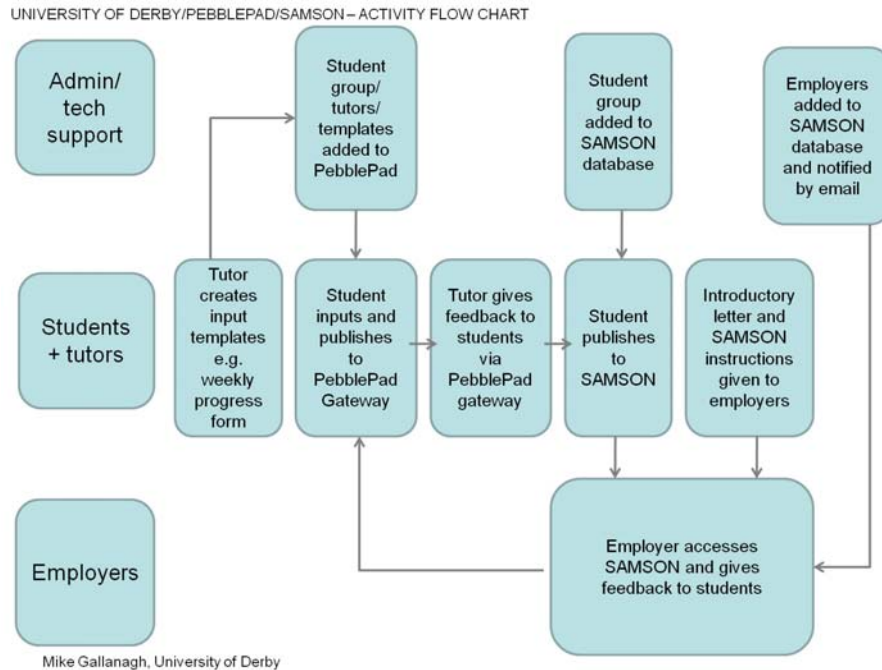 UNIVERSITY OF DERBY/PEBBLEPAD/SAMSON – ACTIVITY FLOW CHART
Admin/
tech
support
Student
group/
tutors/
templates
added to
PebblePad
Student
group
added to
SAMSON
database
Employers
added to
SAMSON
database
and notified
by email
Students
+ tutors
Tutor
creates
input
templates
e.g.
weekly
progress
form
Student
inputs and
publishes
to
PebblePad
Gateway
Tutor gives
feedback to
students
via
PebblePad
gateway
Student
publishes
to
SAMSON
Introductory
letter and
SAMSON
instructions
given to
employers
Employers
Employer accesses
SAMSON and gives
feedback to students
Mike Gallanagh, University of Derby